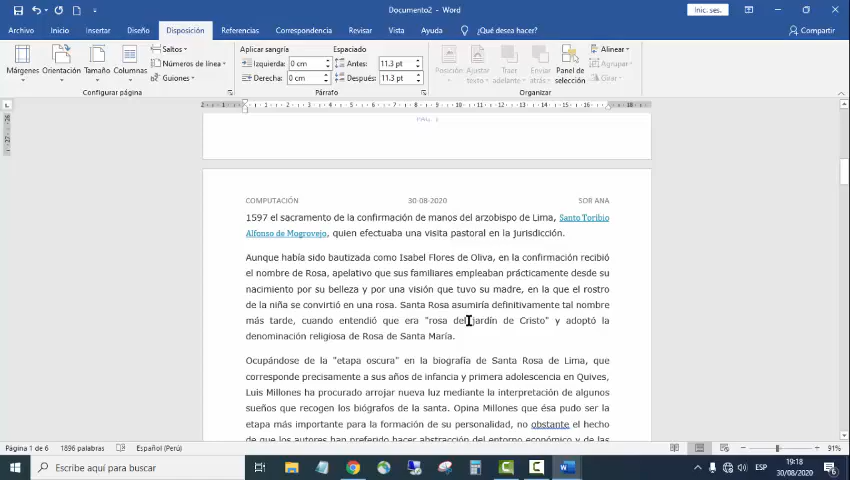 Documento2 - Word
Inic. ses.
Archivo Inicio Insertar Diseño Disposición Referencias Correspondencia Revisar Vista Ayuda ¿Qué desea hacer? Compartir
Márgenes Orientación Tamaño Columnas
Saltos
Números de línea
Guiones
Configurar página
Aplicar sangría
Izquierda: 0 cm
Derecha: 0 cm
Espaciado
Antes: 11.3 pt
Después: 11.3 pt
Párrafo
Posición
Ajustar texto
Traer adelante
Enviar atrás
Panel de selección
Alinear
Agrupar
Girar
Organizar
COMPUTACIÓN 30-08-2020 SOR ANA
1597 el sacramento de la confirmación de manos del arzobispo de Lima, Santo Toribio
Alfonso de Mogrovejo, quien efectuaba una visita pastoral en la jurisdicción.
Aunque había sido bautizada como Isabel Flores de Oliva, en la confirmación recibió
el nombre de Rosa, apelativo que sus familiares empleaban prácticamente desde su
nacimiento por su belleza y por una visión que tuvo su madre, en la que el rostro
de la niña se convirtió en una rosa. Santa Rosa asumiría definitivamente tal nombre
más tarde, cuando entendió que era "rosa del jardín de Cristo" y adoptó la
denominación religiosa de Rosa de Santa María.
Ocupándose de la "etapa oscura" en la biografía de Santa Rosa de Lima, que
corresponde precisamente a sus años de infancia y primera adolescencia en Quives,
Luis Millones ha procurado arrojar nueva luz mediante la interpretación de algunos
sueños que recogen los biógrafos de la santa. Opina Millones que ésa pudo ser la
etapa más importante para la formación de su personalidad, no obstante el hecho
de que los autores han preferido hacer abstracción del entorno económico y de las
Página 1 de 6 1896 palabras Español (Perú) 91%
Escribe aquí para buscar
ESP
19:18
30/08/2020